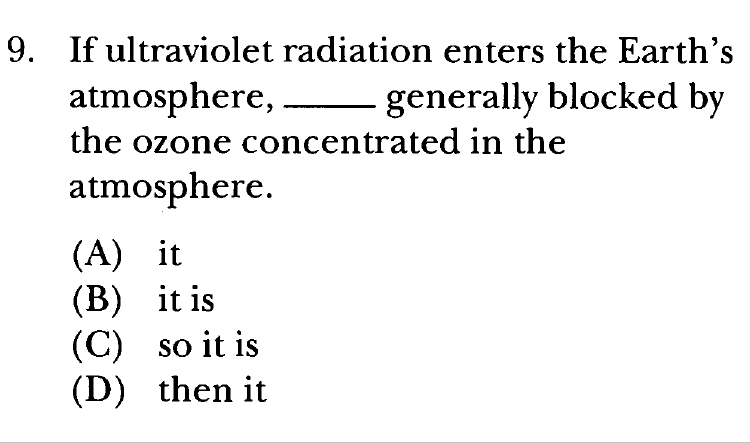 9. If ultraviolet radiation enters the Earth's
atmosphere, _____ generally blocked by
the ozone concentrated in the
atmosphere.
(A) it
(B) it is
(C) so it is
(D) then it